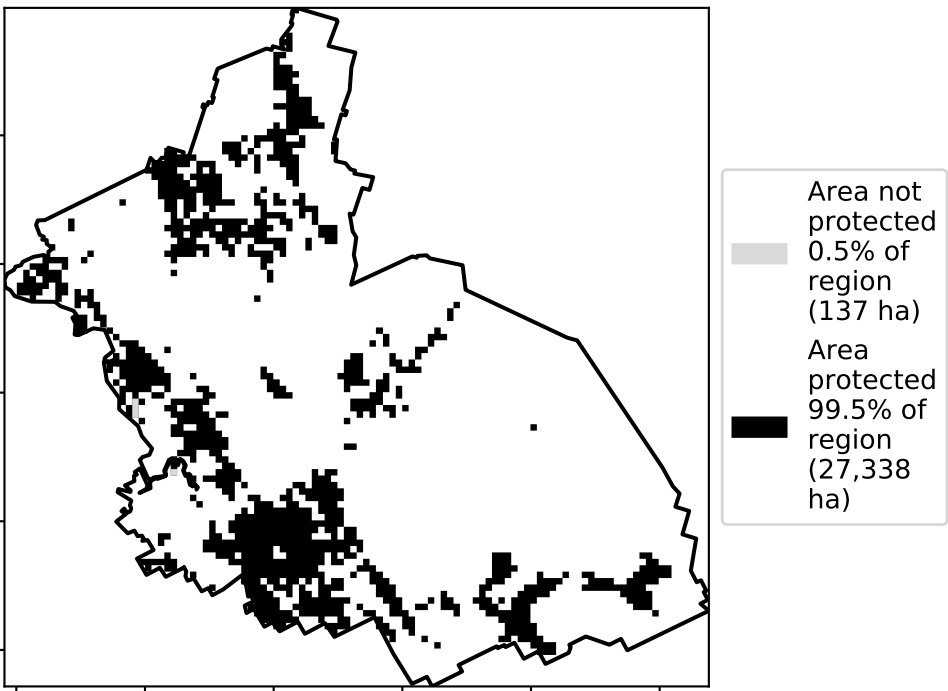 Area not
protected
0.5% of
region
(137 ha)
Area
protected
99.5% of
region
(27,338
ha)